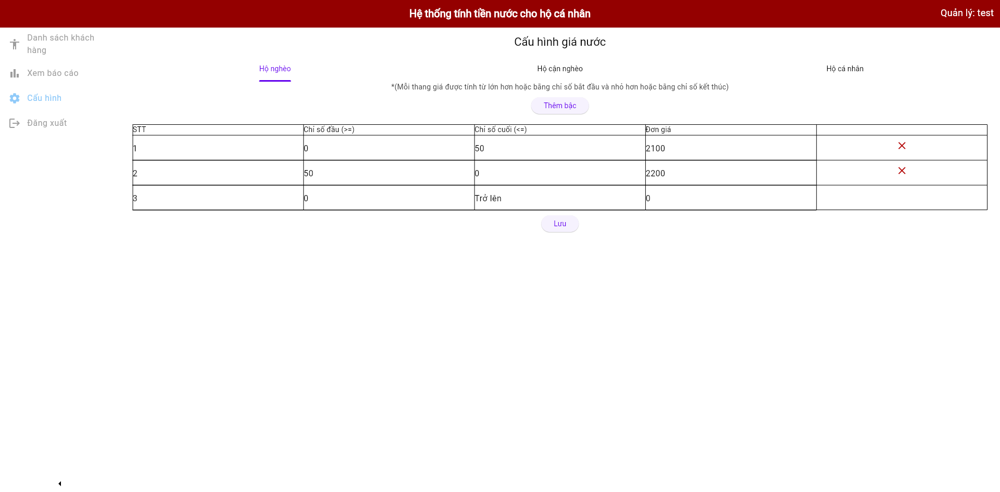 Hệ thống tính tiền nước cho hộ cá nhân
Quản lý: test
Danh sách khách
hàng
Xem báo cáo
Cấu hình
Đăng xuất
Cấu hình giá nước
Hộ nghèo
Hộ cận nghèo
Hộ cá nhân
*(Mỗi thang giá được tính từ lớn hơn hoặc bằng chỉ số bắt đầu và nhỏ hơn hoặc bằng chỉ số kết thúc)
Thêm bậc
STT Chỉ số đầu (>=) Chỉ số cuối (<=) Đơn giá
1 0 50 2100
2 50 0 2200
3 0 Trở lên 0
Lưu